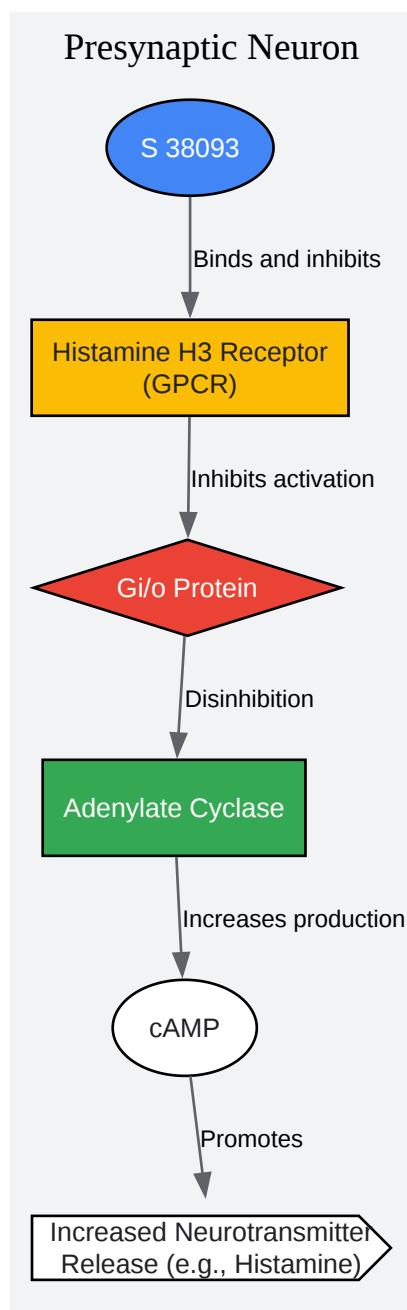 Presynaptic Neuron
S 38093
Binds and inhibits
Histamine H3 Receptor
(GPCR)
Inhibits activation
Gi/o Protein
Disinhibition
Adenylate Cyclase
Increases production
cAMP
Promotes
Increased Neurotransmitter
Release (e.g., Histamine)